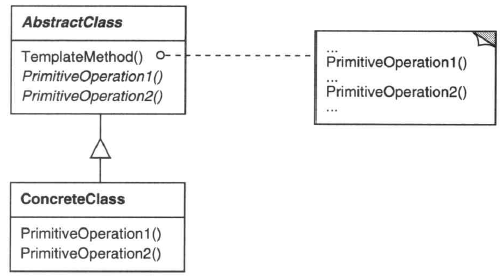 AbstractClass
TemplateMethod()
PrimitiveOperation1()
PrimitiveOperation2()
...
PrimitiveOperation1()
...
PrimitiveOperation2()
...
ConcreteClass
PrimitiveOperation1()
PrimitiveOperation2()